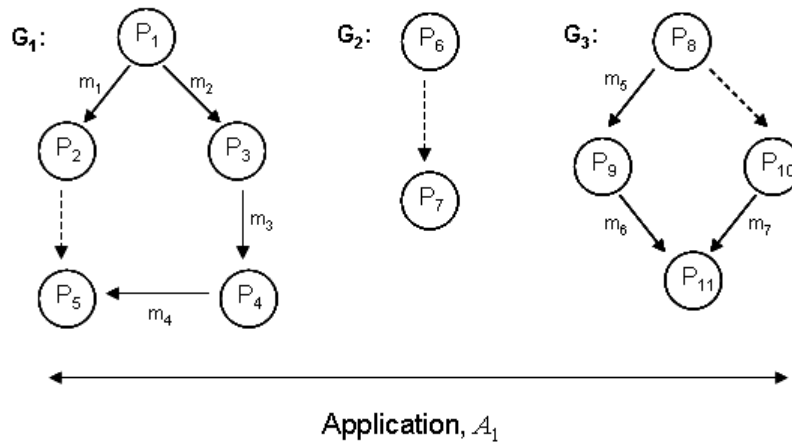 G₁:
P₁
G₂:
P₆
G₃:
P₈
m₁
m₂
m₅
P₂
P₃
P₉
P₁₀
P₇
m₃
m₆
m₇
P₅
P₄
P₁₁
m₄
Application, A₁